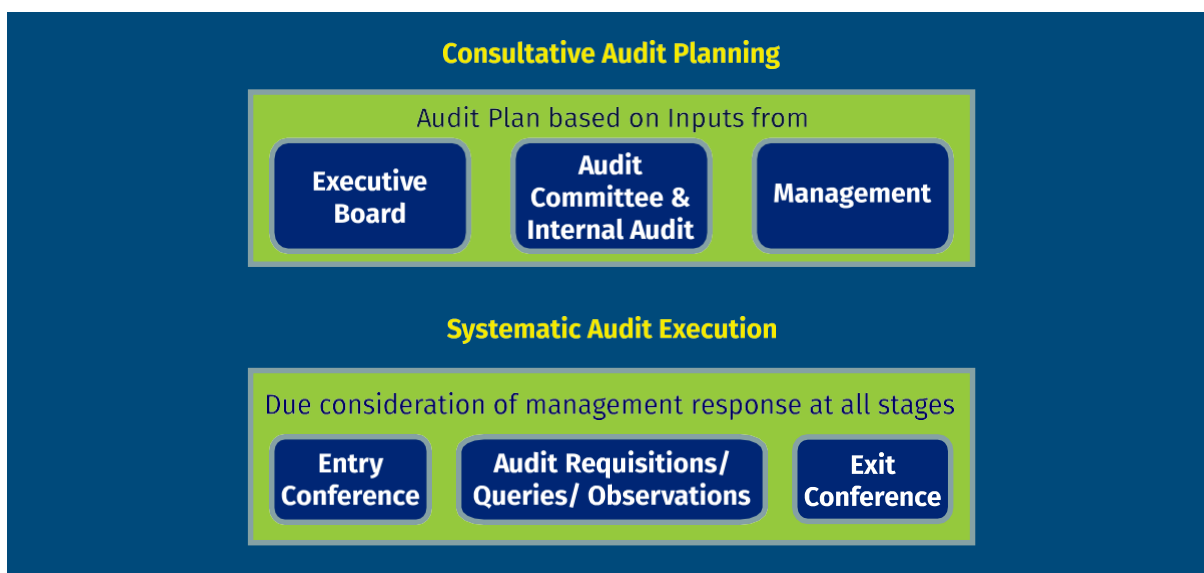 Consultative Audit Planning
Audit Plan based on Inputs from
Executive
Board
Audit
Committee &
Internal Audit
Management
Systematic Audit Execution
Due consideration of management response at all stages
Entry
Conference
Audit Requisitions/
Queries/ Observations
Exit
Conference